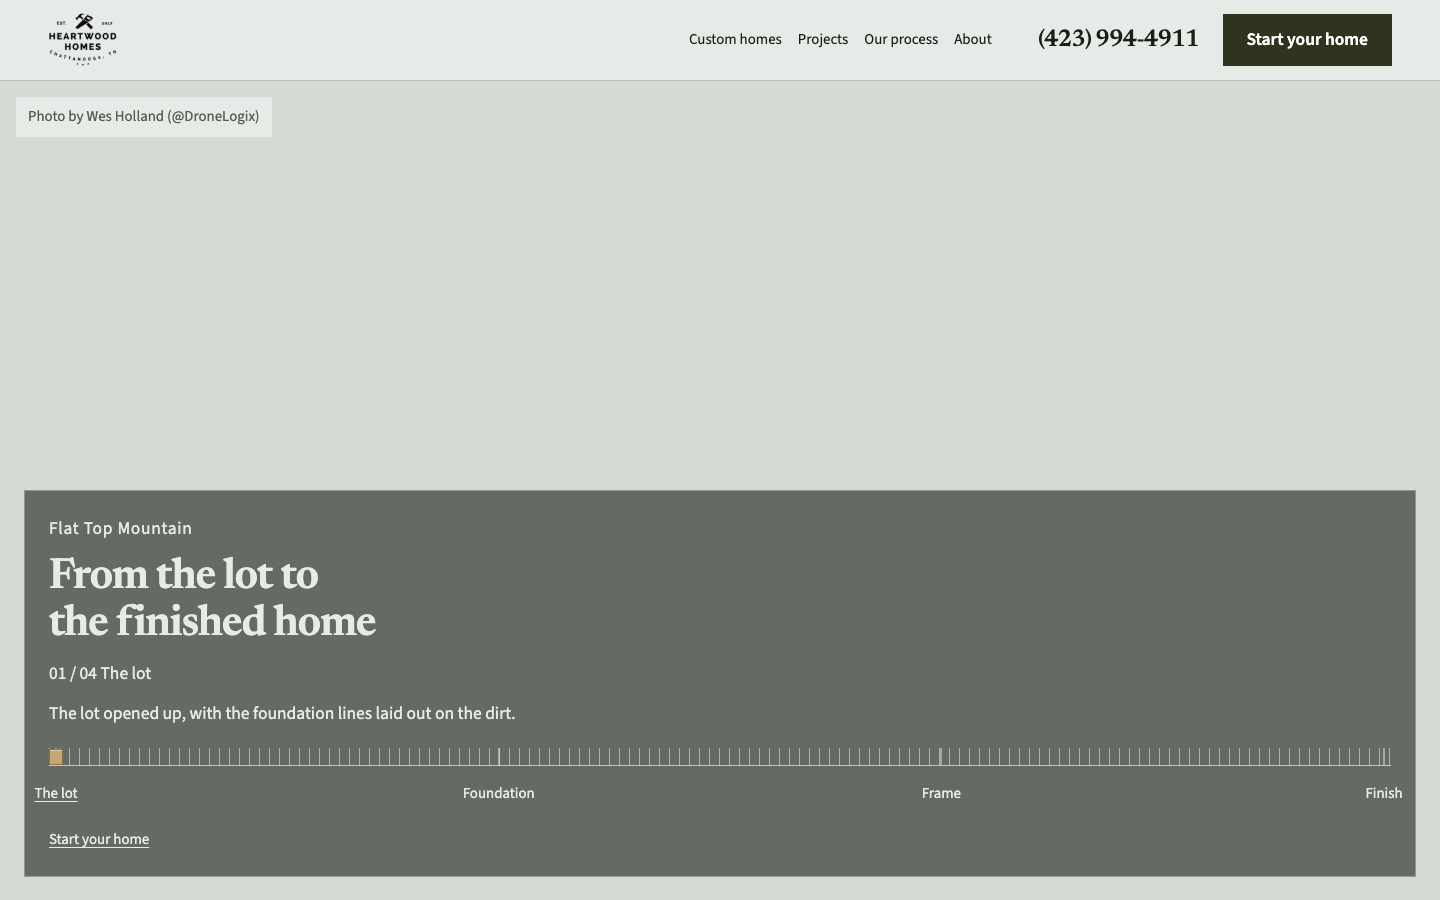 EST. 2017
HEARTWOOD
HOMES
CHATTANOOGA, TN
Custom homes
Projects
Our process
About
(423) 994-4911
Start your home
Photo by Wes Holland (@DroneLogix)
Flat Top Mountain
From the lot to
the finished home
01 / 04 The lot
The lot opened up, with the foundation lines laid out on the dirt.
The lot
Foundation
Frame
Finish
Start your home